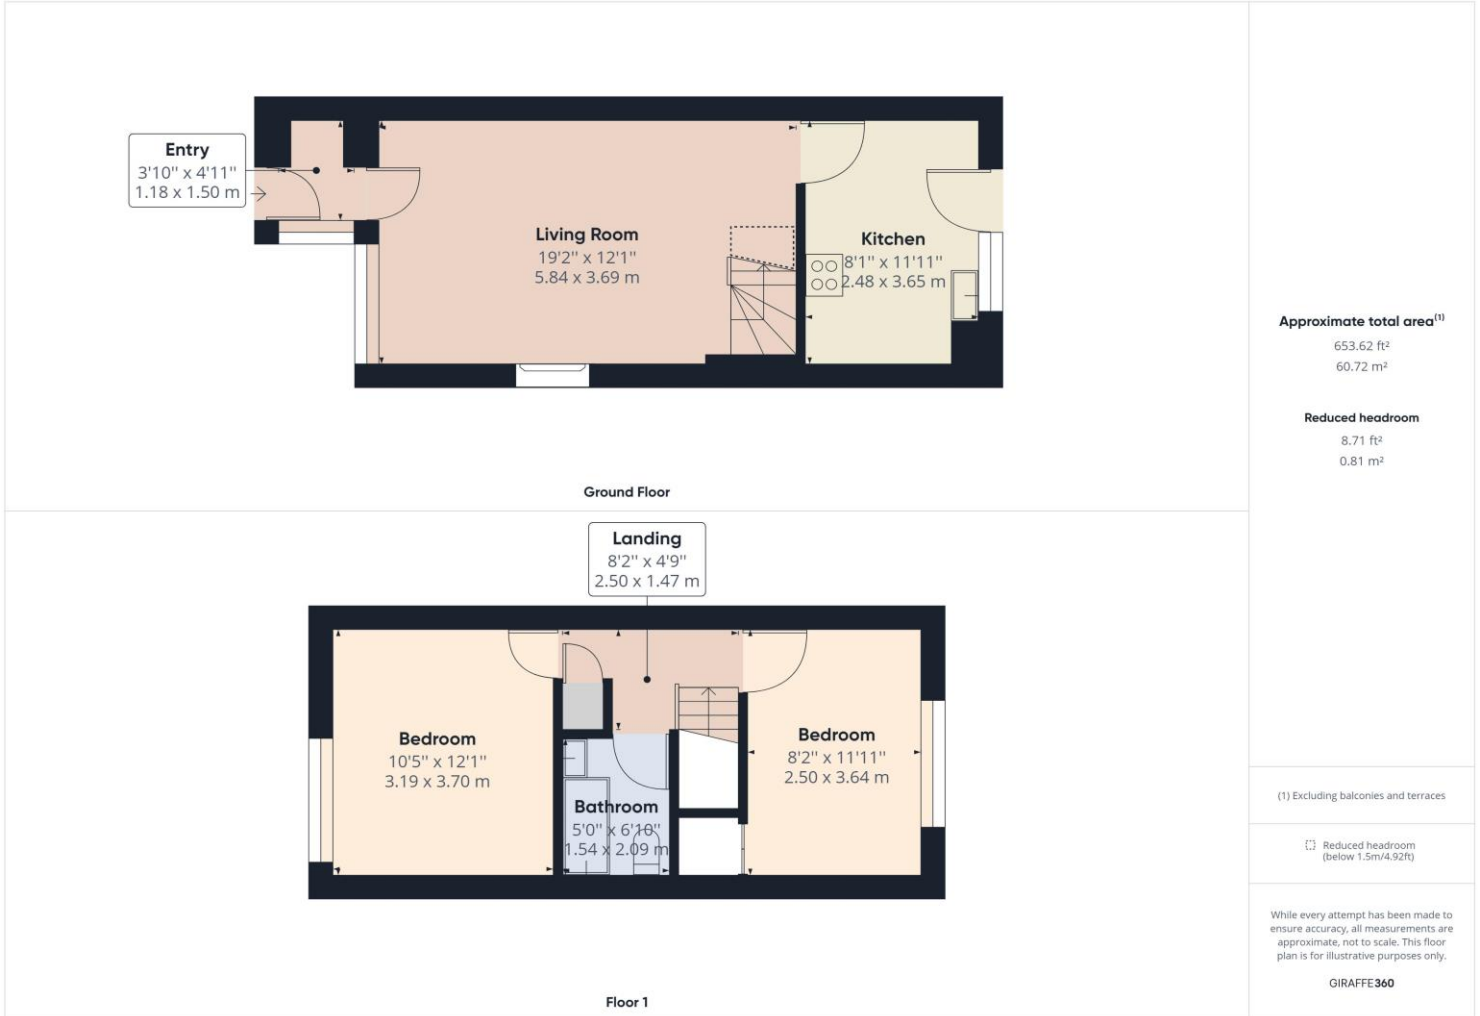 Entry
3'10" x 4'11"
1.18 x 1.50 m
Living Room
19'2" x 12'1"
5.84 x 3.69 m
Kitchen
8'1" x 11'11"
2.48 x 3.65 m
Ground Floor
Landing
8'2" x 4'9"
2.50 x 1.47 m
Bedroom
10'5" x 12'1"
3.19 x 3.70 m
Bathroom
5'0" x 6'10"
1.54 x 2.09 m
Bedroom
8'2" x 11'11"
2.50 x 3.64 m
Floor 1
Approximate total area(1)
653.62 ft²
60.72 m²
Reduced headroom
8.71 ft²
0.81 m²
(1) Excluding balconies and terraces
Reduced headroom
(below 1.5m/4.92ft)
While every attempt has been made to
ensure accuracy, all measurements are
approximate, not to scale. This floor
plan is for illustrative purposes only.
GIRAFFE360